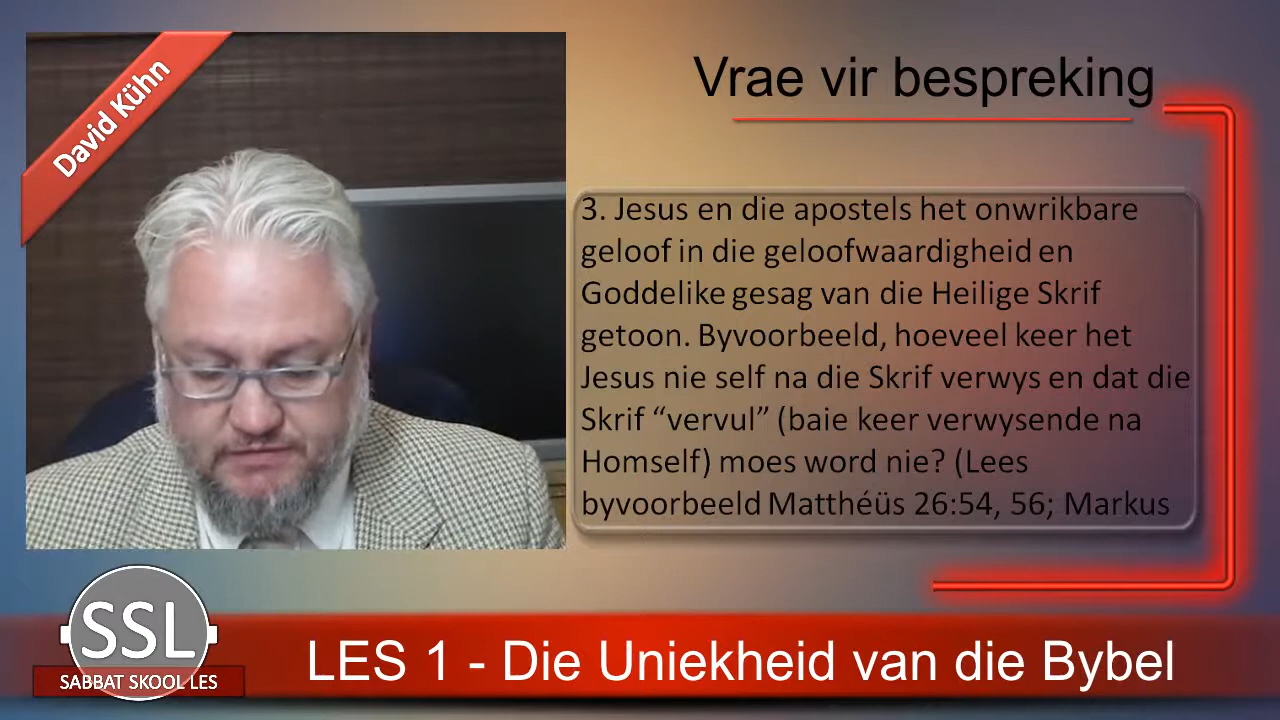 David Kühn
Vrae vir bespreking
3. Jesus en die apostels het onwrikbare
geloof in die geloofwaardigheid en
Goddelike gesag van die Heilige Skrif
getoon. Byvoorbeeld, hoeveel keer het
Jesus nie self na die Skrif verwys en dat die
Skrif “vervul” (baie keer verwysende na
Homself) moes word nie? (Lees
byvoorbeeld Matthéüs 26:54, 56; Markus
SSL
SABBAT SKOOL LES
LES 1 - Die Uniekheid van die Bybel